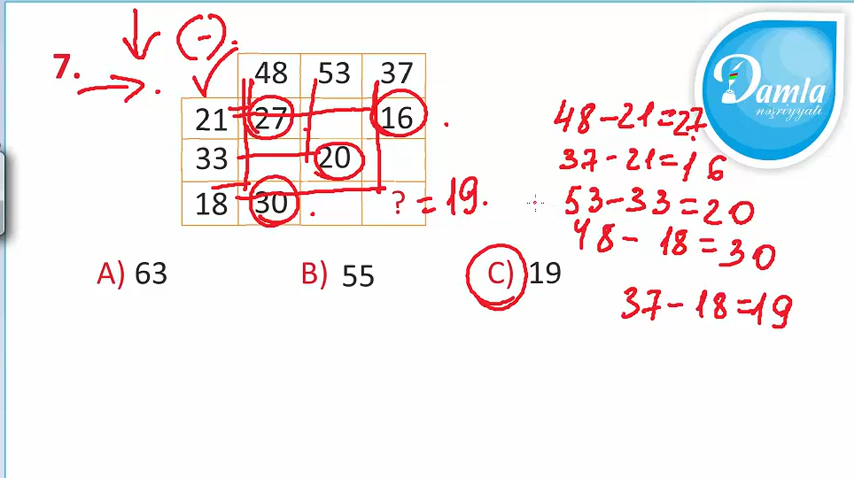 (-).
7. 48 53 37
21 27 16 .
33 20
18 30 . ? = 19.
48-21=27
37-21=16
53-33=20
48-18=30
37-18=19
A) 63 B) 55 C) 19
Damla
nəşriyyatı